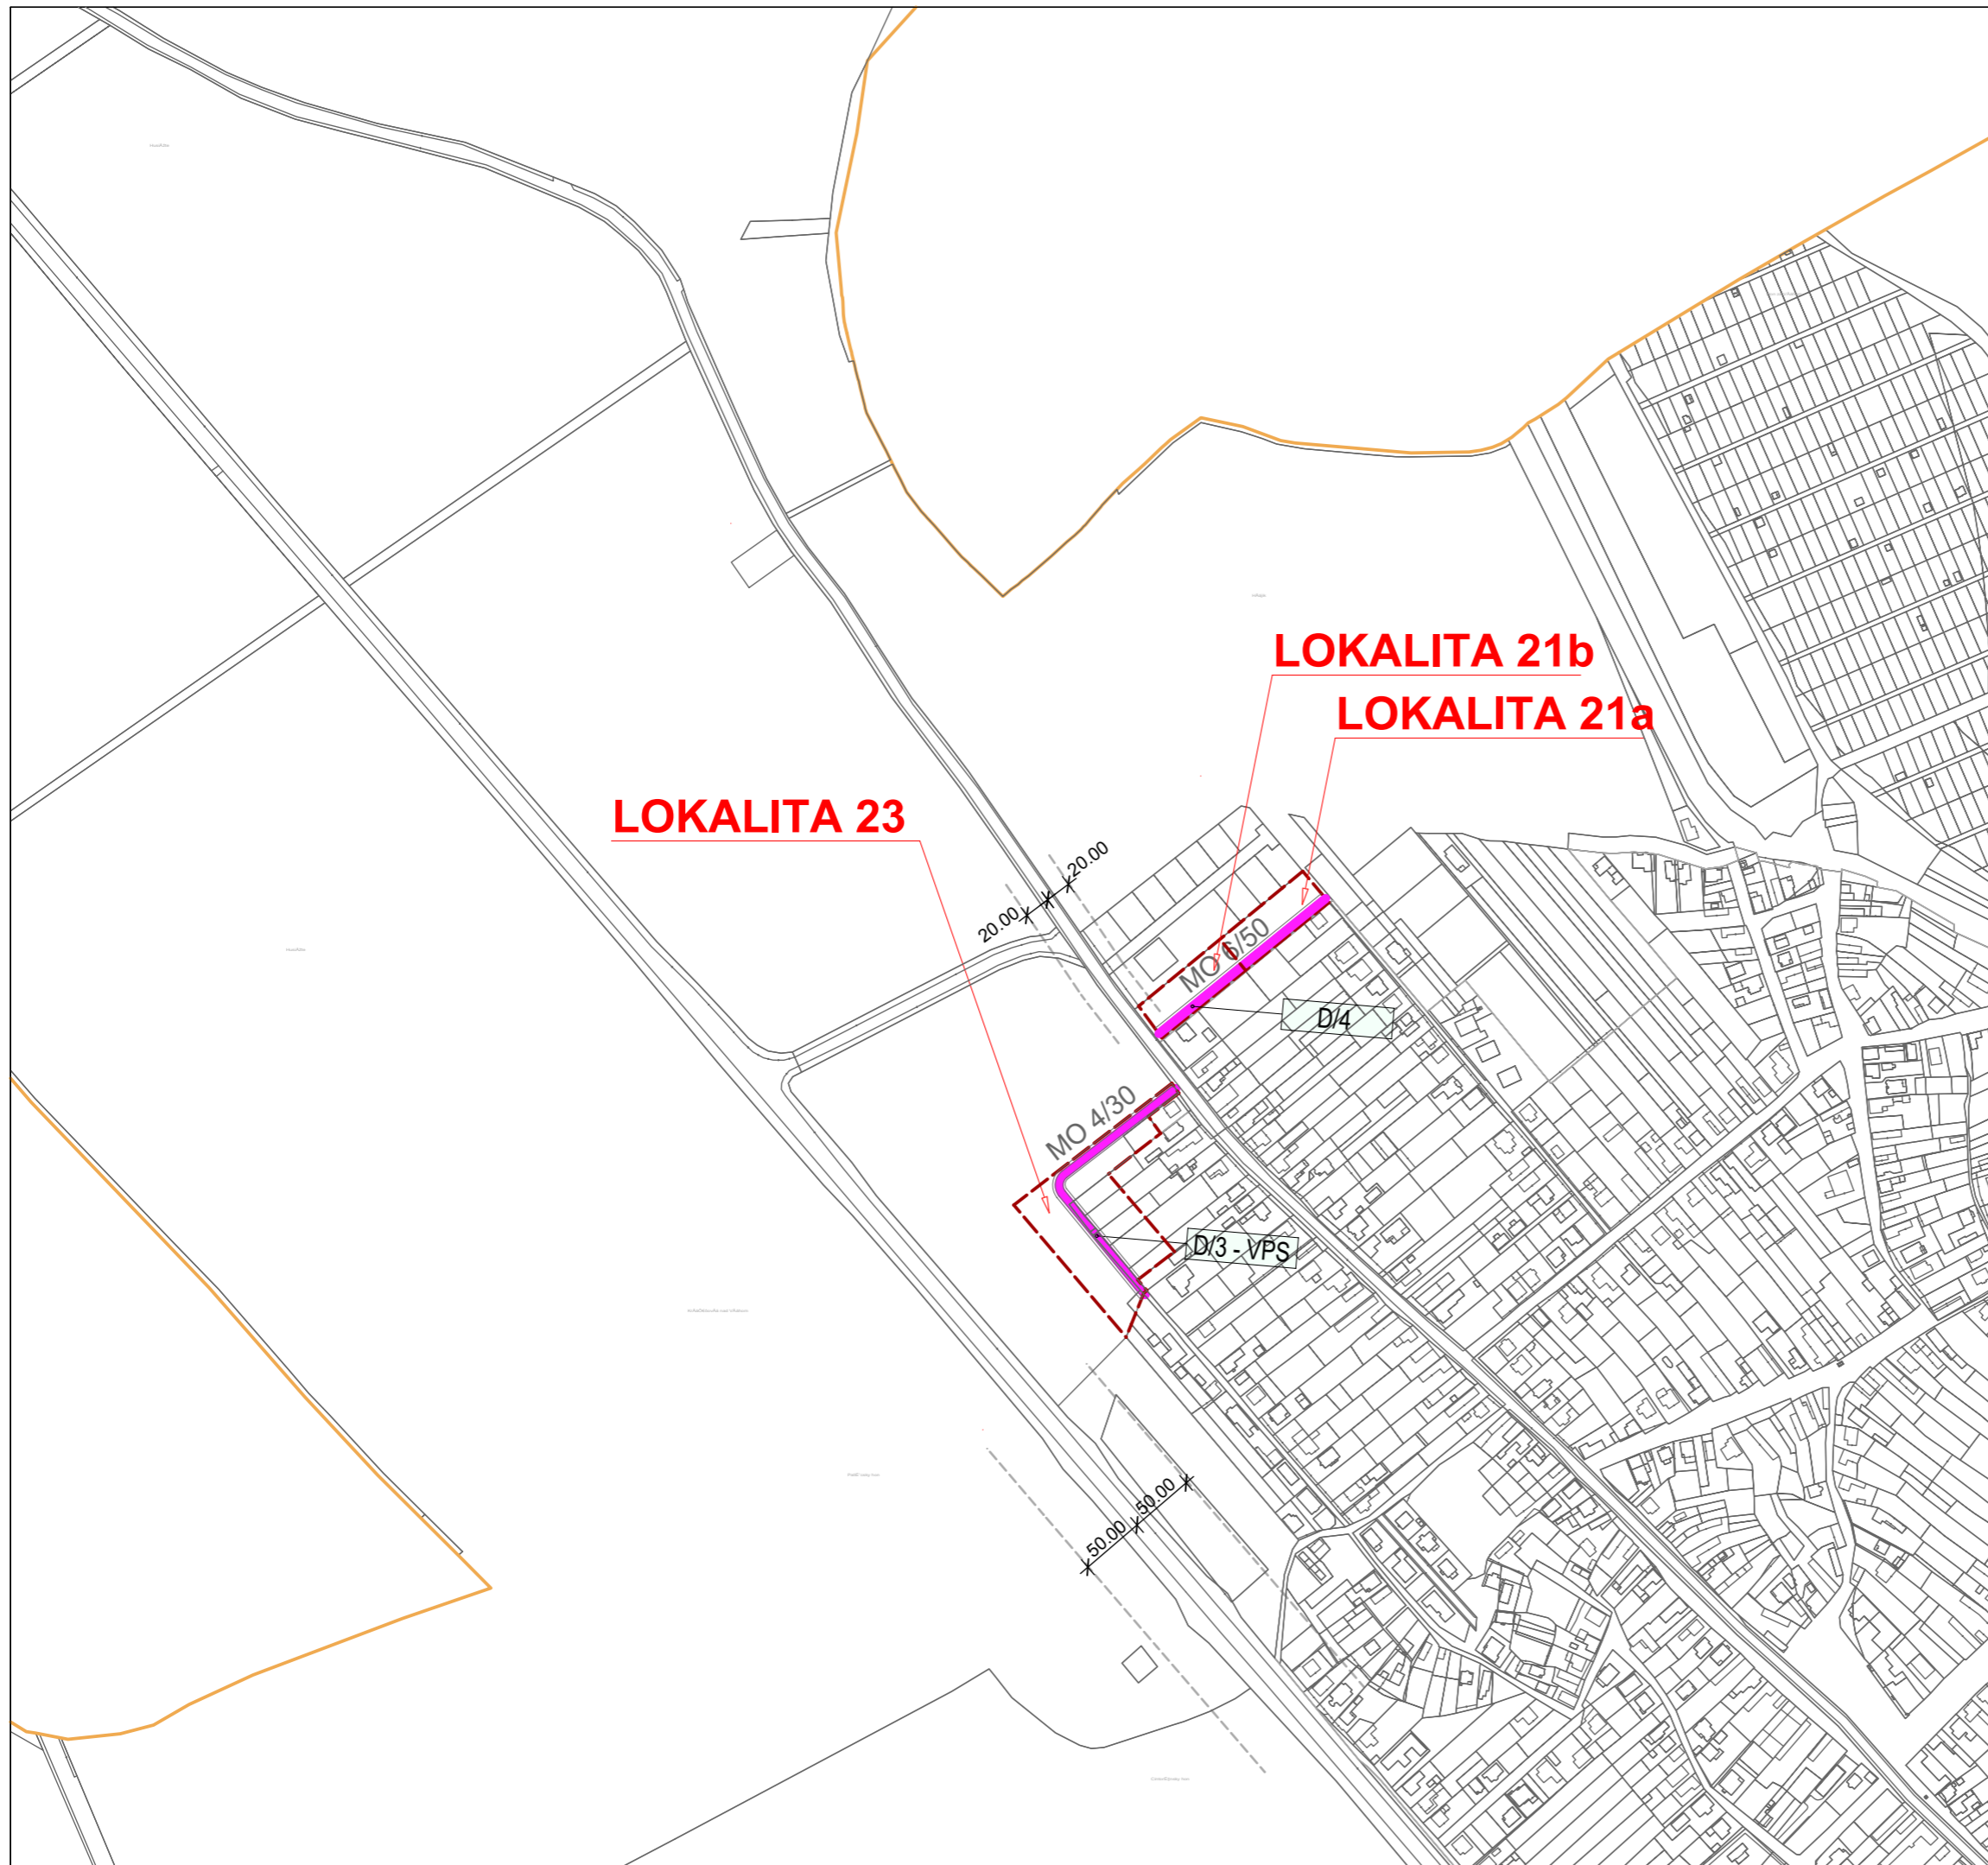 LOKALITA 21b
LOKALITA 21a
LOKALITA 23
20.00
20.00
MO 6/50
D/4
MO 4/30
D/3 - VPS
50.00
50.00